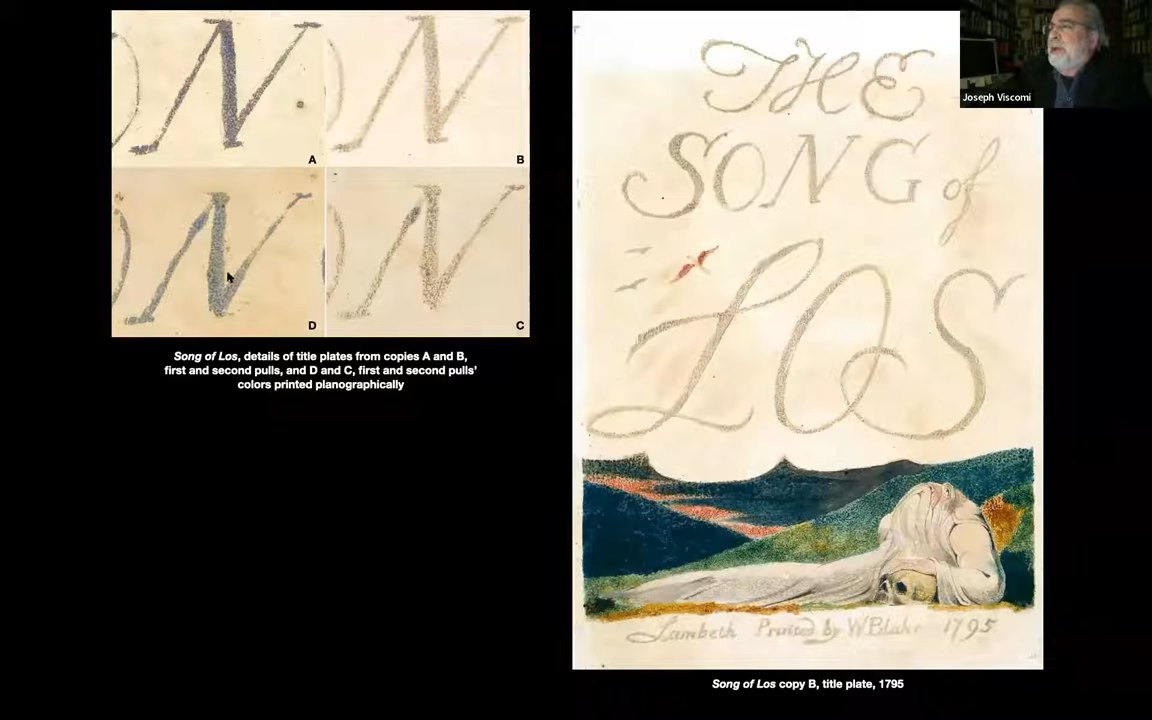 A
B
D
C
Song of Los, details of title plates from copies A and B,
first and second pulls, and D and C, first and second pulls'
colors printed planographically
THE
SONG of
LOS
Lambeth Printed by W Blake 1795
Song of Los copy B, title plate, 1795
Joseph Viscomi